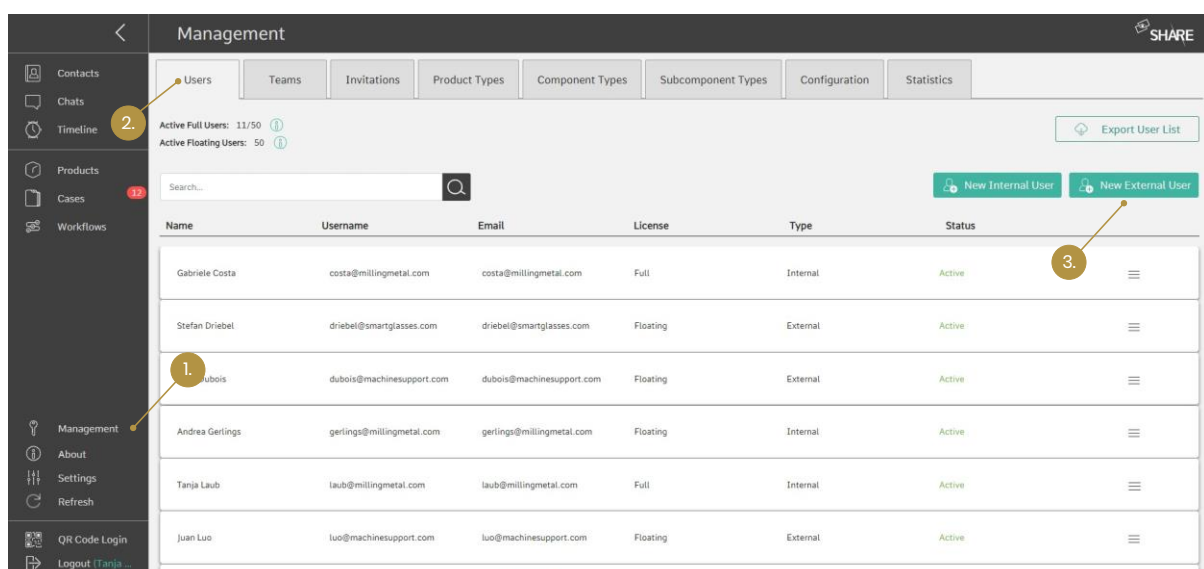 Management
SHARE
Contacts
Chats
Timeline
Products
Cases
12
Workflows
Management
About
Settings
Refresh
QR Code Login
Logout (Tanja ...
1.
2.
3.
Users Teams Invitations Product Types Component Types Subcomponent Types Configuration Statistics
Active Full Users: 11/50
Active Floating Users: 50
Export User List
Search...
New Internal User
New External User
Name Username Email License Type Status
Gabriele Costa costa@millingmetal.com costa@millingmetal.com Full Internal Active
Stefan Driebel driebel@smartglasses.com driebel@smartglasses.com Floating External Active
ubois dubois@machinesupport.com dubois@machinesupport.com Floating External Active
Andrea Gerlings gerlings@millingmetal.com gerlings@millingmetal.com Floating Internal Active
Tanja Laub laub@millingmetal.com laub@millingmetal.com Full Internal Active
Juan Luo luo@machinesupport.com luo@machinesupport.com Floating External Active